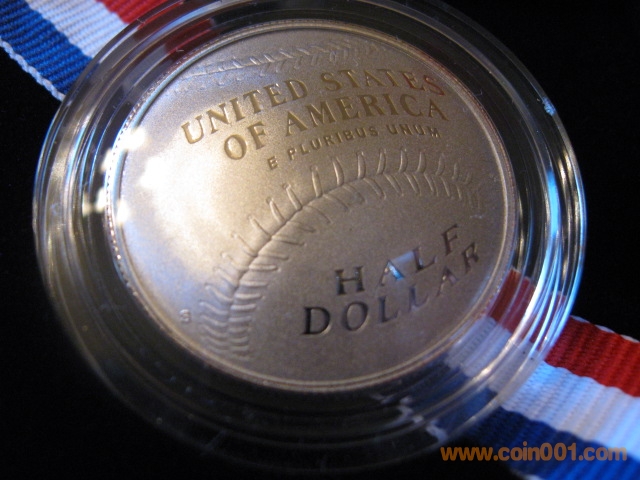 UNITED STATES
OF AMERICA
E PLURIBUS UNUM
HALF
DOLLAR
S
www.coin001.com